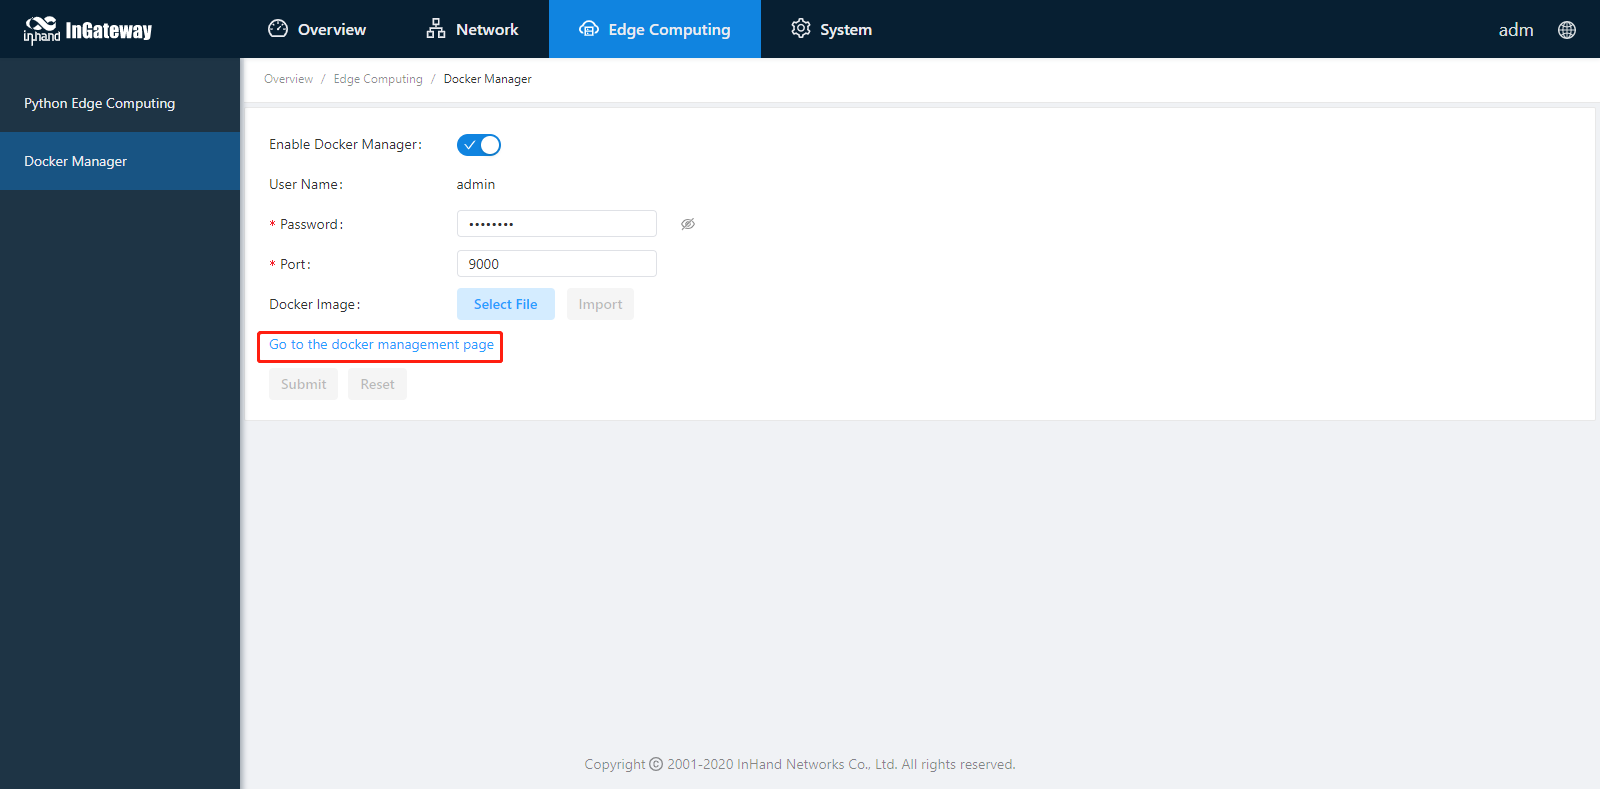 inhand InGateway
Overview
Network
Edge Computing
System
adm
Python Edge Computing
Docker Manager
Overview / Edge Computing / Docker Manager
Enable Docker Manager:
User Name: admin
* Password: ••••••••
* Port: 9000
Docker Image: Select File Import
Go to the docker management page
Submit Reset
Copyright © 2001-2020 InHand Networks Co., Ltd. All rights reserved.